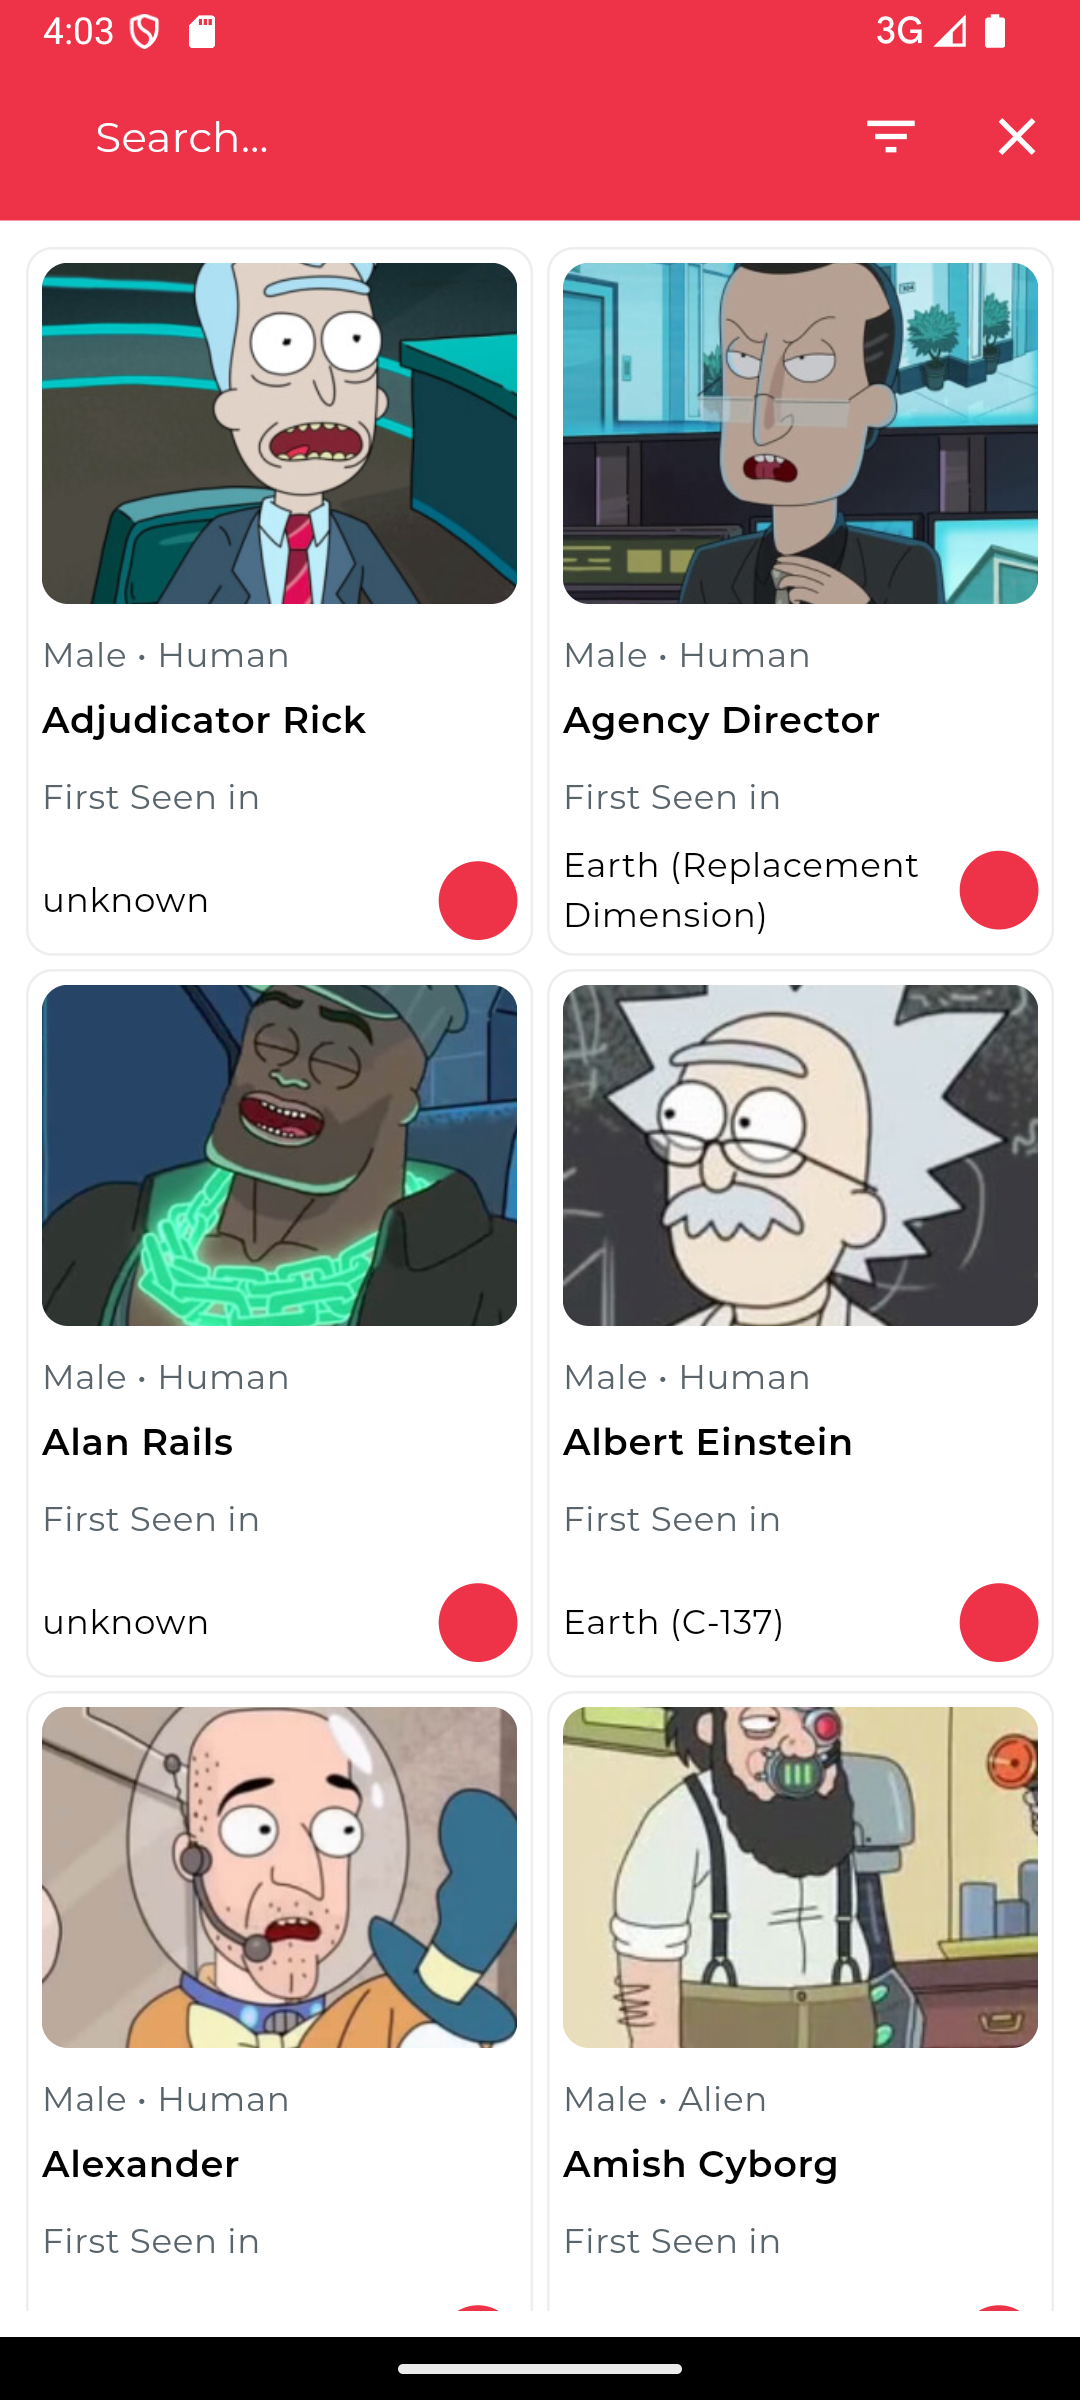 4:03
3G
Search...
Male • Human
Adjudicator Rick
First Seen in
unknown
Male • Human
Agency Director
First Seen in
Earth (Replacement
Dimension)
Male • Human
Alan Rails
First Seen in
unknown
Male • Human
Albert Einstein
First Seen in
Earth (C-137)
Male • Human
Alexander
First Seen in
Male • Alien
Amish Cyborg
First Seen in